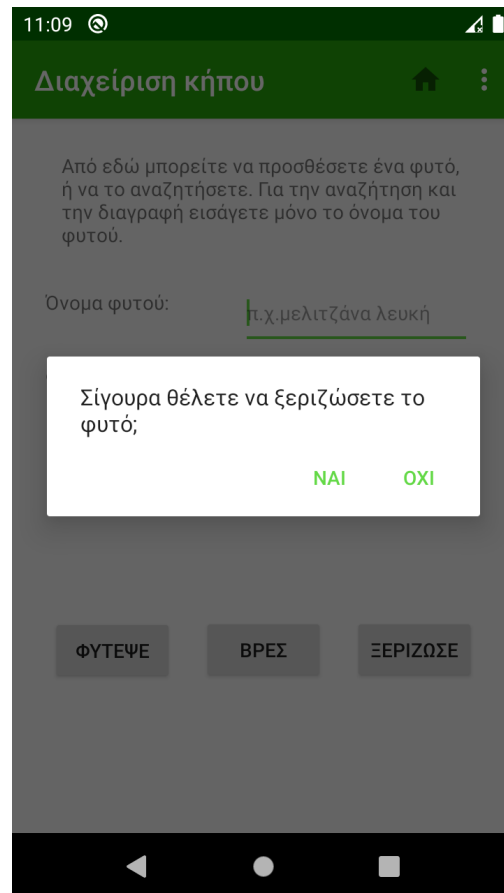 11:09
Διαχείριση κήπου
Από εδώ μπορείτε να προσθέσετε ένα φυτό,
ή να το αναζητήσετε. Για την αναζήτηση και
την διαγραφή εισάγετε μόνο το όνομα του
φυτού.
Όνομα φυτού:
π.χ.μελιτζάνα λευκή
Σίγουρα θέλετε να ξεριζώσετε το
φυτό;
ΝΑΙ ΟΧΙ
ΦΥΤΕΨΕ ΒΡΕΣ ΞΕΡΙΖΩΣΕ